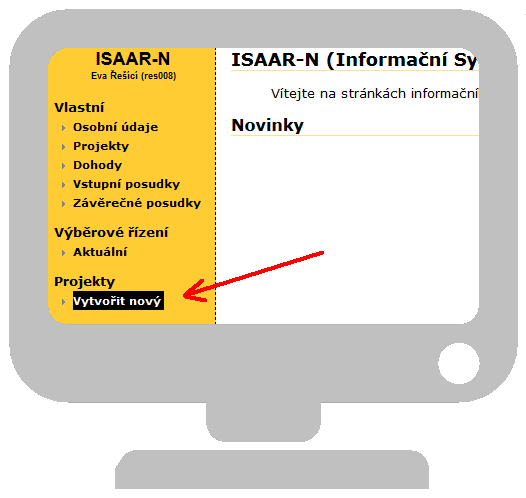 ISAAR-N
Eva Řešící (res008)
Vlastní
Osobní údaje
Projekty
Dohody
Vstupní posudky
Závěrečné posudky
Výběrové řízení
Aktuální
Projekty
Vytvořit nový
ISAAR-N (Informační Sy
Vítejte na stránkách informační
Novinky